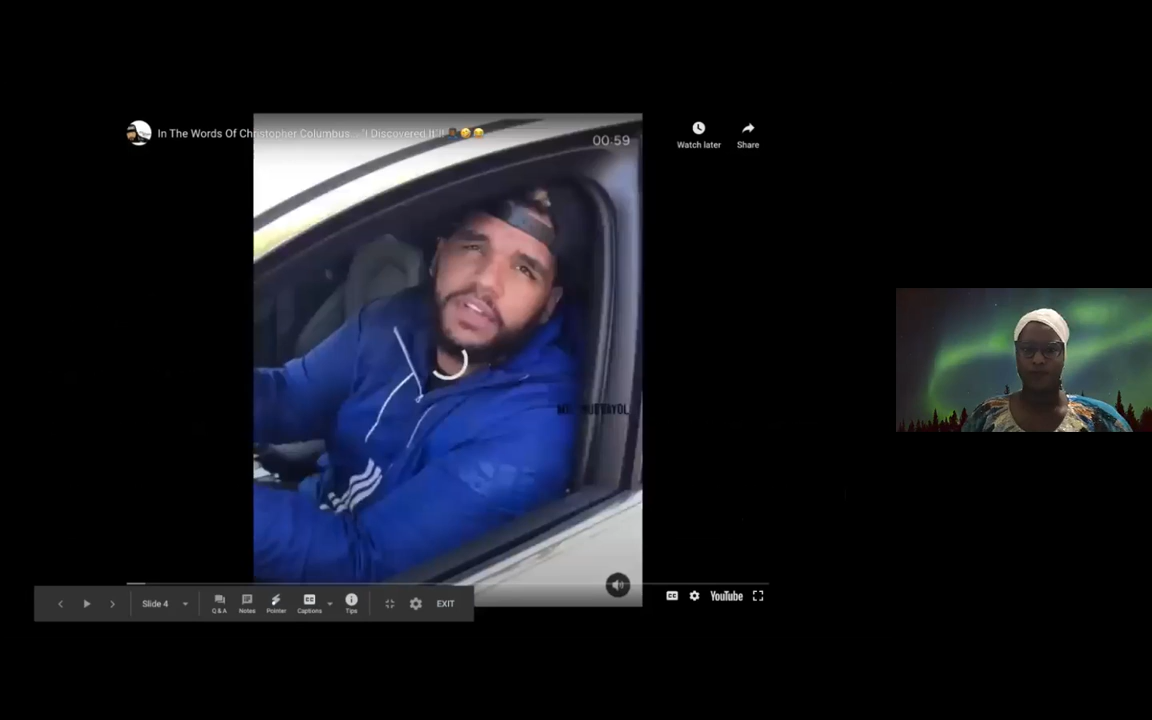 In The Words Of Christopher Columbus... "I Discovered It"!!
00:59
Watch later
Share
Slide 4
Q & A
Notes
Pointer
Captions
Tips
EXIT
YouTube